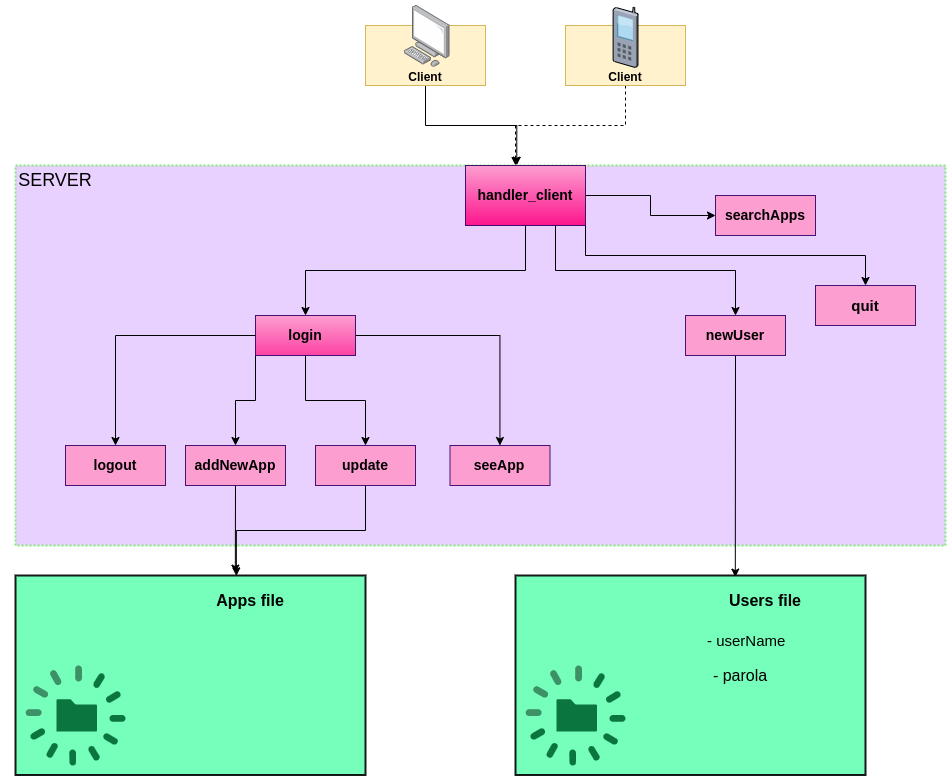 Client
Client
SERVER
handler_client
searchApps
quit
login
newUser
logout
addNewApp
update
seeApp
Apps file
Users file
- userName
- parola